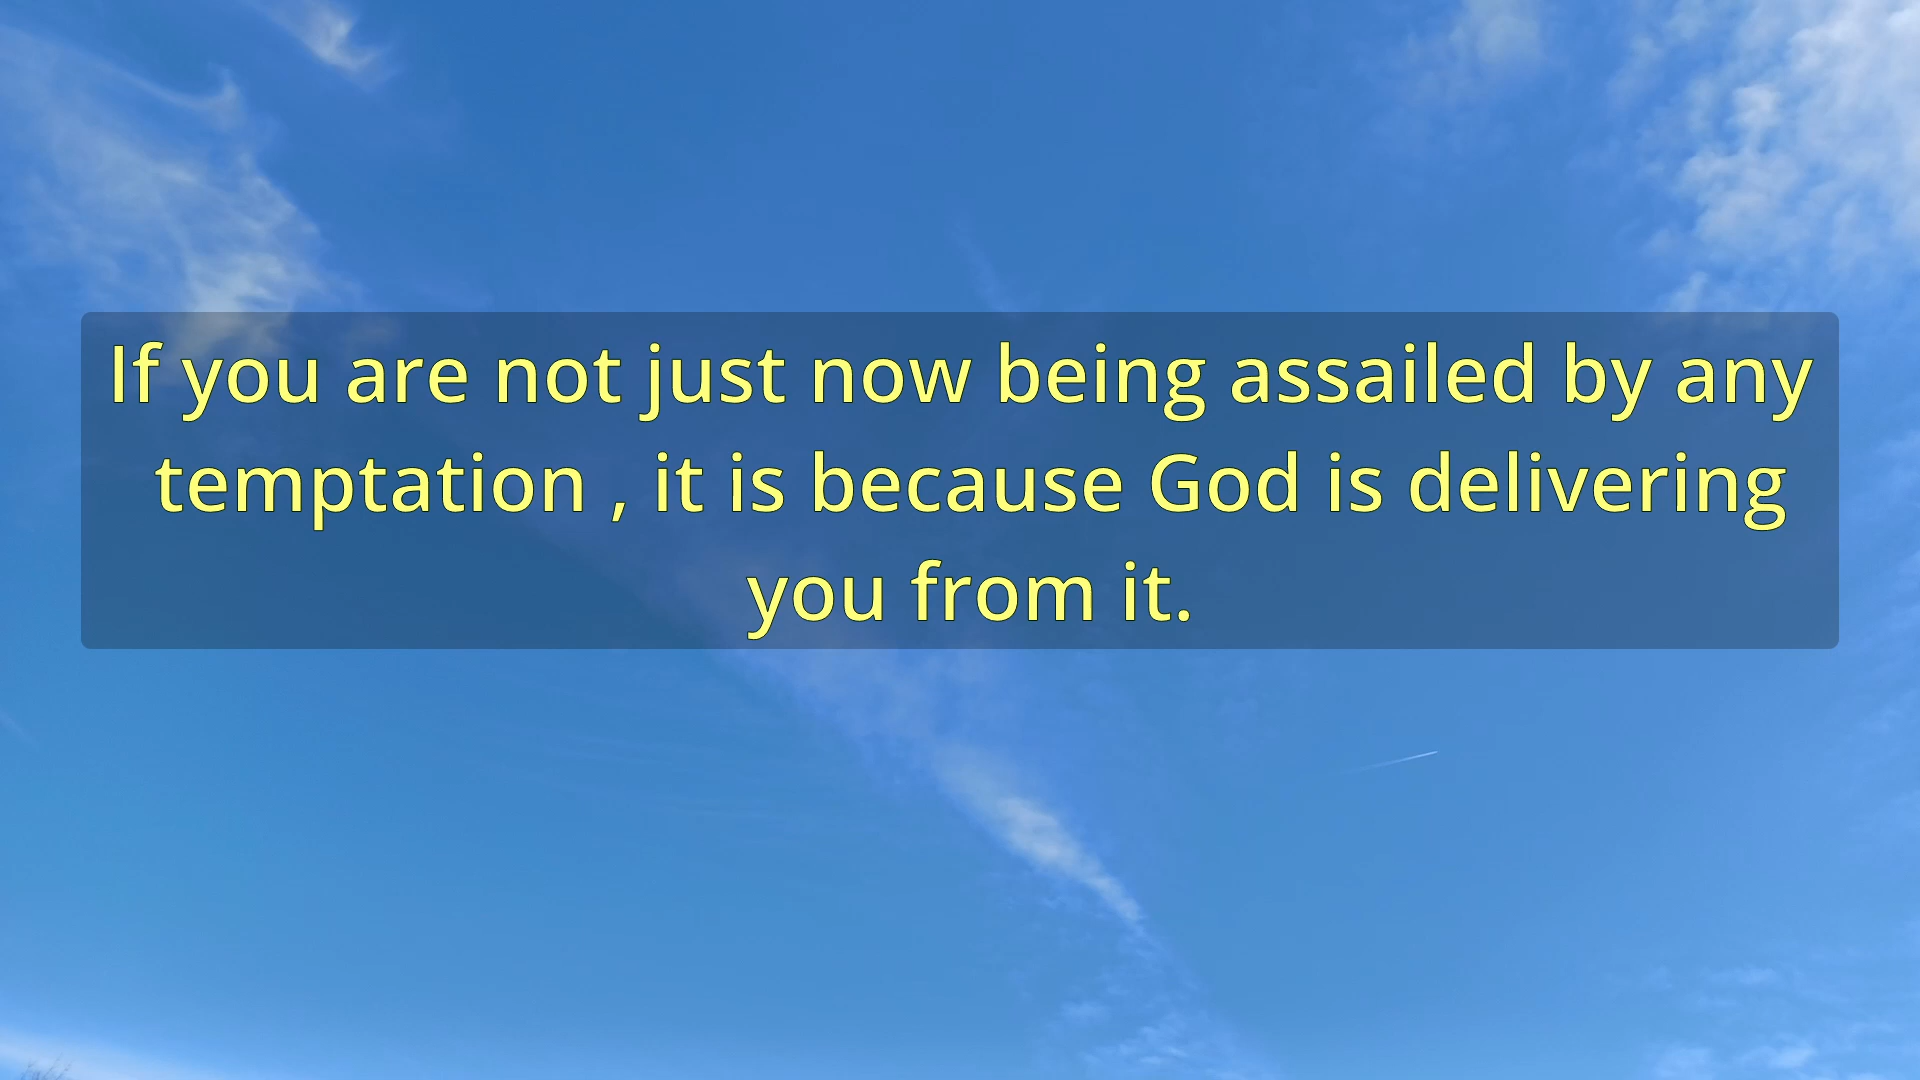 If you are not just now being assailed by any
temptation , it is because God is delivering
you from it.